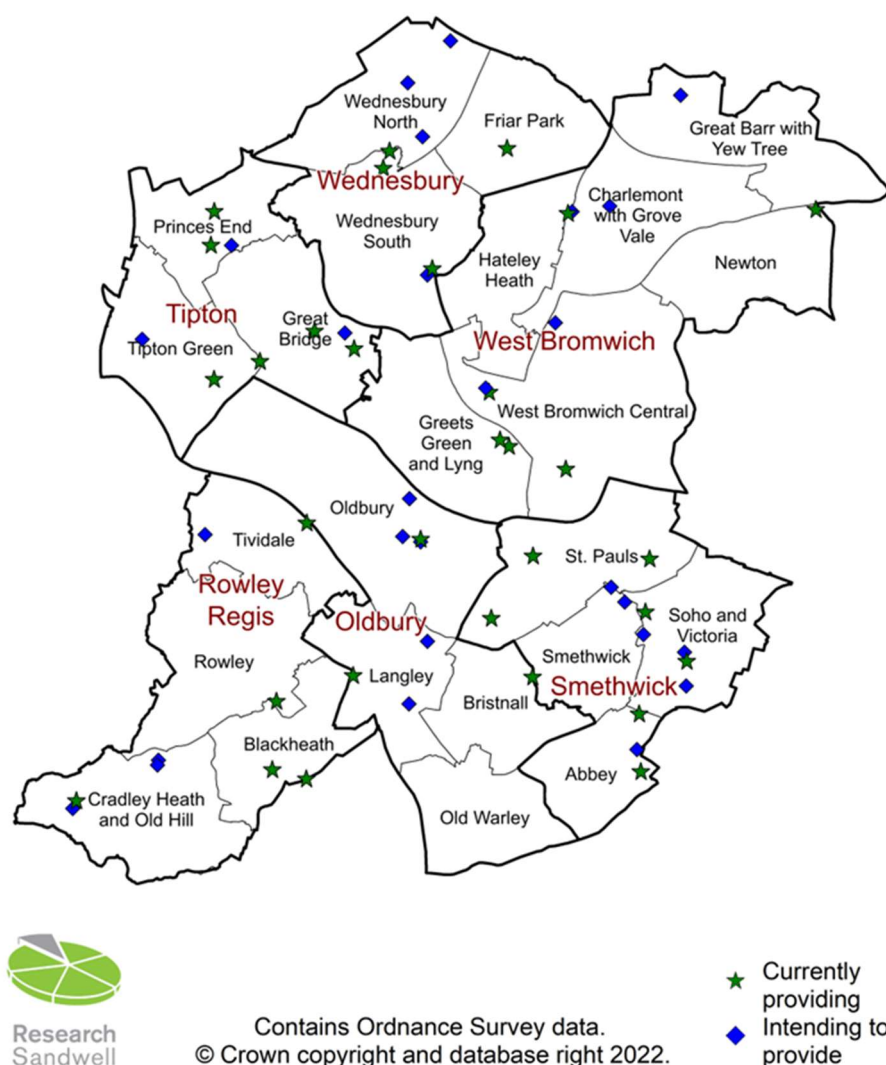 Wednesbury
North
Friar Park
Great Barr with
Yew Tree
Wednesbury
Charlemont
with Grove
Vale
Princes End
Wednesbury
South
Hateley
Heath
Newton
Tipton
Great
Bridge
Tipton Green
West Bromwich
West Bromwich Central
Greets
Green
and Lyng
Oldbury
Tividale
St. Pauls
Rowley
Regis
Oldbury
Soho and
Victoria
Rowley
Langley
Smethwick
Smethwick
Bristnall
Blackheath
Abbey
Cradley Heath
and Old Hill
Old Warley
Research
Sandwell
Contains Ordnance Survey data.
© Crown copyright and database right 2022.
Currently
providing
Intending to
provide